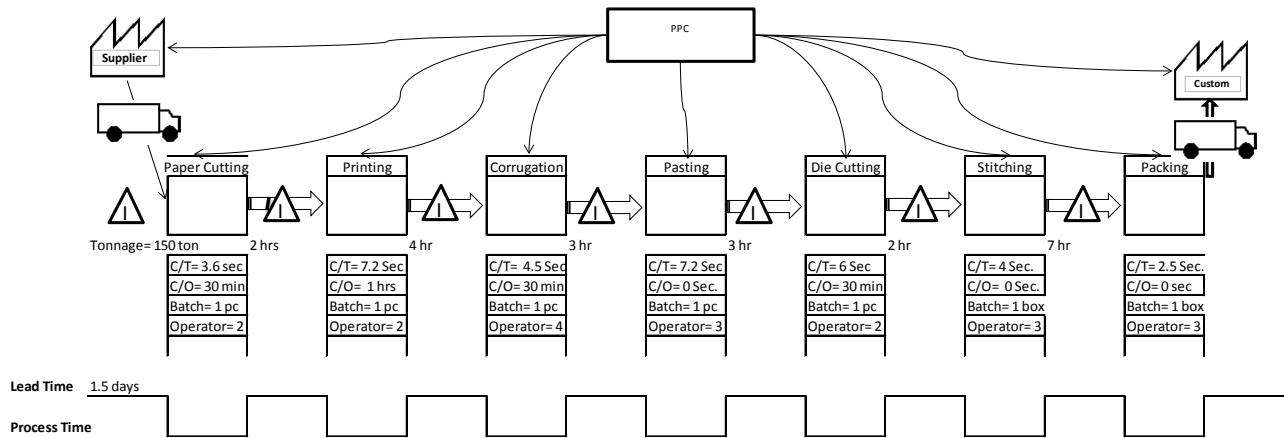 PPC
Supplier
Custom
Paper Cutting
Printing
Corrugation
Pasting
Die Cutting
Stitching
Packing
I
I
I
I
I
I
I
Tonnage= 150 ton
2 hrs
4 hr
3 hr
3 hr
2 hr
7 hr
C/T= 3.6 Sec
C/T= 7.2 Sec
C/T= 4.5 Sec
C/T= 7.2 Sec
C/T= 6 Sec
C/T= 4 Sec.
C/T= 2.5 Sec.
C/O= 30 min
C/O= 1 hrs
C/O= 30 min
C/O= 0 Sec.
C/O= 30 min
C/O= 0 Sec.
C/O= 0 sec
Batch= 1 pc
Batch= 1 pc
Batch= 1 pc
Batch= 1 pc
Batch= 1 pc
Batch= 1 box
Batch= 1 box
Operator= 2
Operator= 2
Operator= 4
Operator= 3
Operator= 2
Operator= 3
Operator= 3
Lead Time 1.5 days
Process Time